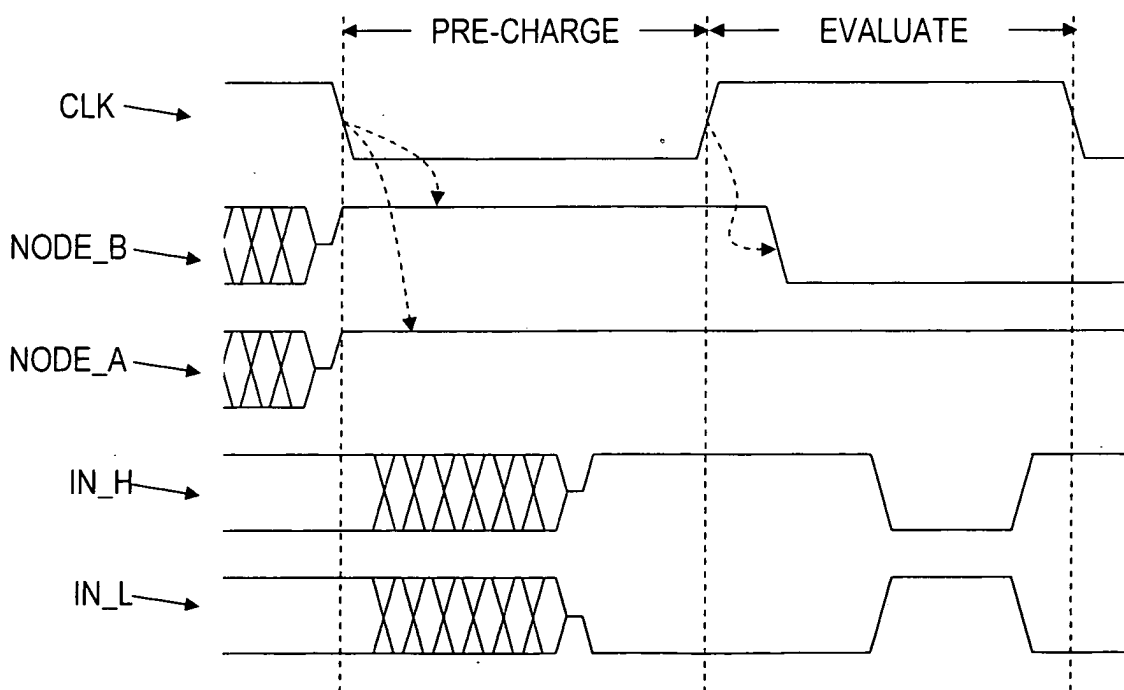 PRE-CHARGE
EVALUATE
CLK
NODE_B
NODE_A
IN_H
IN_L